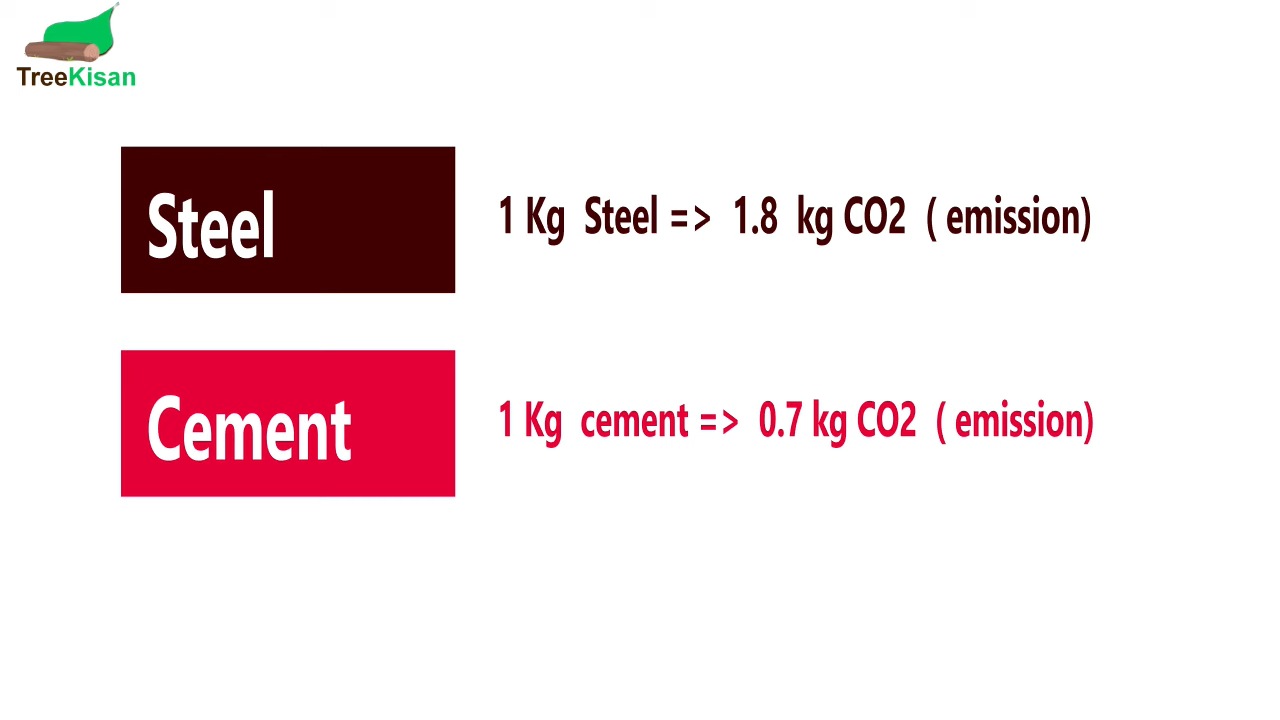 TreeKisan
Steel
1 Kg Steel => 1.8 kg CO2 ( emission)
Cement
1 Kg cement => 0.7 kg CO2 ( emission)